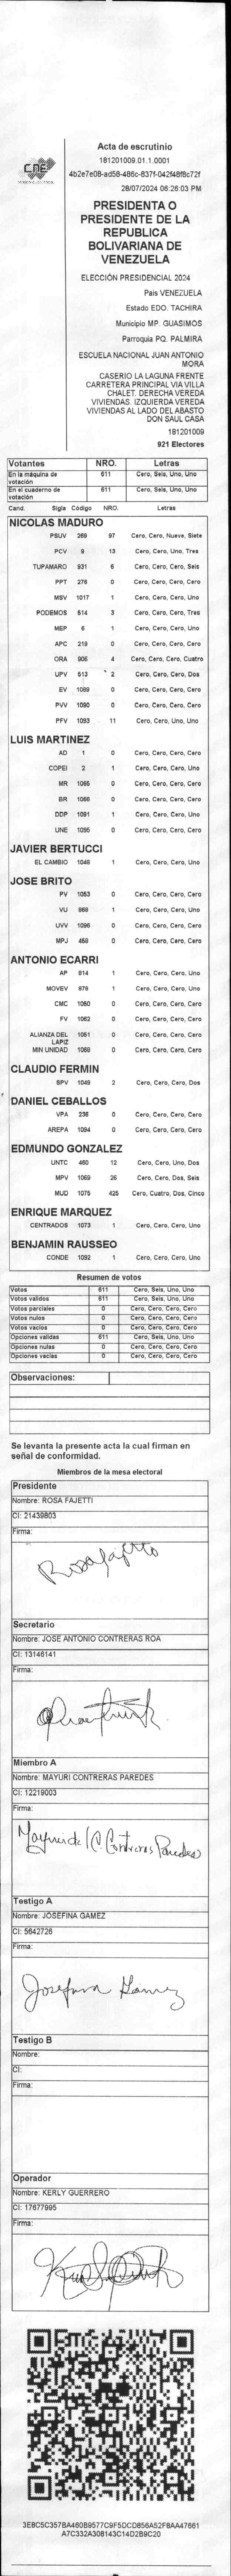 CNE
Acta de escrutinio
181201009.01.1.0001
4b2e7e08-ad58-486c-837f-042f48f8c72f
28/07/2024 06:26:03 PM
PRESIDENTA O
PRESIDENTE DE LA
REPUBLICA
BOLIVARIANA DE
VENEZUELA
ELECCIÓN PRESIDENCIAL 2024
País VENEZUELA
Estado EDO. TACHIRA
Municipio MP. GUASIMOS
Parroquia PQ. PALMIRA
ESCUELA NACIONAL JUAN ANTONIO
MORA
CASERIO LA LAGUNA FRENTE
CARRETERA PRINCIPAL VIA VILLA
CHALET. DERECHA VEREDA
VIVIENDAS. IZQUIERDA VEREDA
VIVIENDAS AL LADO DEL ABASTO
DON SAUL CASA
181201009
921 Electores
Votantes NRO. Letras
En la máquina de votación 611 Cero, Seis, Uno, Uno
En el cuaderno de votación 611 Cero, Seis, Uno, Uno
Cand. Sigla Código NRO. Letras
NICOLAS MADURO
PSUV 269 97 Cero, Cero, Nueve, Siete
PCV 9 13 Cero, Cero, Uno, Tres
TUPAMARO 931 6 Cero, Cero, Cero, Seis
PPT 276 0 Cero, Cero, Cero, Cero
MSV 1017 1 Cero, Cero, Cero, Uno
PODEMOS 514 3 Cero, Cero, Cero, Tres
MEP 6 1 Cero, Cero, Cero, Uno
APC 219 0 Cero, Cero, Cero, Cero
ORA 905 4 Cero, Cero, Cero, Cuatro
UPV 513 2 Cero, Cero, Cero, Dos
EV 1089 0 Cero, Cero, Cero, Cero
PVV 1090 0 Cero, Cero, Cero, Cero
PFV 1093 11 Cero, Cero, Uno, Uno
LUIS MARTINEZ
AD 1 0 Cero, Cero, Cero, Cero
COPEI 2 1 Cero, Cero, Cero, Uno
MR 1065 0 Cero, Cero, Cero, Cero
BR 1066 0 Cero, Cero, Cero, Cero
DDP 1091 1 Cero, Cero, Cero, Uno
UNE 1095 0 Cero, Cero, Cero, Cero
JAVIER BERTUCCI
EL CAMBIO 1048 1 Cero, Cero, Cero, Uno
JOSE BRITO
PV 1053 0 Cero, Cero, Cero, Cero
VU 868 1 Cero, Cero, Cero, Uno
UVV 1096 0 Cero, Cero, Cero, Cero
MPJ 459 0 Cero, Cero, Cero, Cero
ANTONIO ECARRI
AP 814 1 Cero, Cero, Cero, Uno
MOVEV 878 1 Cero, Cero, Cero, Uno
CMC 1050 0 Cero, Cero, Cero, Cero
FV 1062 0 Cero, Cero, Cero, Cero
ALIANZA DEL LAPIZ 1051 0 Cero, Cero, Cero, Cero
MIN UNIDAD 1058 0 Cero, Cero, Cero, Cero
CLAUDIO FERMIN
SPV 1049 2 Cero, Cero, Cero, Dos
DANIEL CEBALLOS
VPA 236 0 Cero, Cero, Cero, Cero
AREPA 1094 0 Cero, Cero, Cero, Cero
EDMUNDO GONZALEZ
UNTC 460 12 Cero, Cero, Uno, Dos
MPV 1069 26 Cero, Cero, Dos, Seis
MUD 1075 425 Cero, Cuatro, Dos, Cinco
ENRIQUE MARQUEZ
CENTRADOS 1073 1 Cero, Cero, Cero, Uno
BENJAMIN RAUSSEO
CONDE 1092 1 Cero, Cero, Cero, Uno
Resumen de votos
Votos 611 Cero, Seis, Uno, Uno
Votos validos 611 Cero, Seis, Uno, Uno
Votos parciales 0 Cero, Cero, Cero, Cero
Votos nulos 0 Cero, Cero, Cero, Cero
Votos vacios 0 Cero, Cero, Cero, Cero
Opciones validas 611 Cero, Seis, Uno, Uno
Opciones nulas 0 Cero, Cero, Cero, Cero
Opciones vacias 0 Cero, Cero, Cero, Cero
Observaciones:
Se levanta la presente acta la cual firman en
señal de conformidad.
Miembros de la mesa electoral
Presidente
Nombre: ROSA FAJETTI
CI: 21439803
Firma:
Rosa Fajetti
Secretario
Nombre: JOSE ANTONIO CONTRERAS ROA
CI: 13146141
Firma:
Miembro A
Nombre: MAYURI CONTRERAS PAREDES
CI: 12219003
Firma:
Contreras Paredes
Testigo A
Nombre: JOSEFINA GAMEZ
CI: 5642726
Firma:
Josefina Gamez
Testigo B
Nombre:
CI:
Firma:
Operador
Nombre: KERLY GUERRERO
CI: 17677995
Firma:
3E8C5C357BA460B9577C9F5DCD856A52F8AA47661
A7C332A308143C14D2B9C20